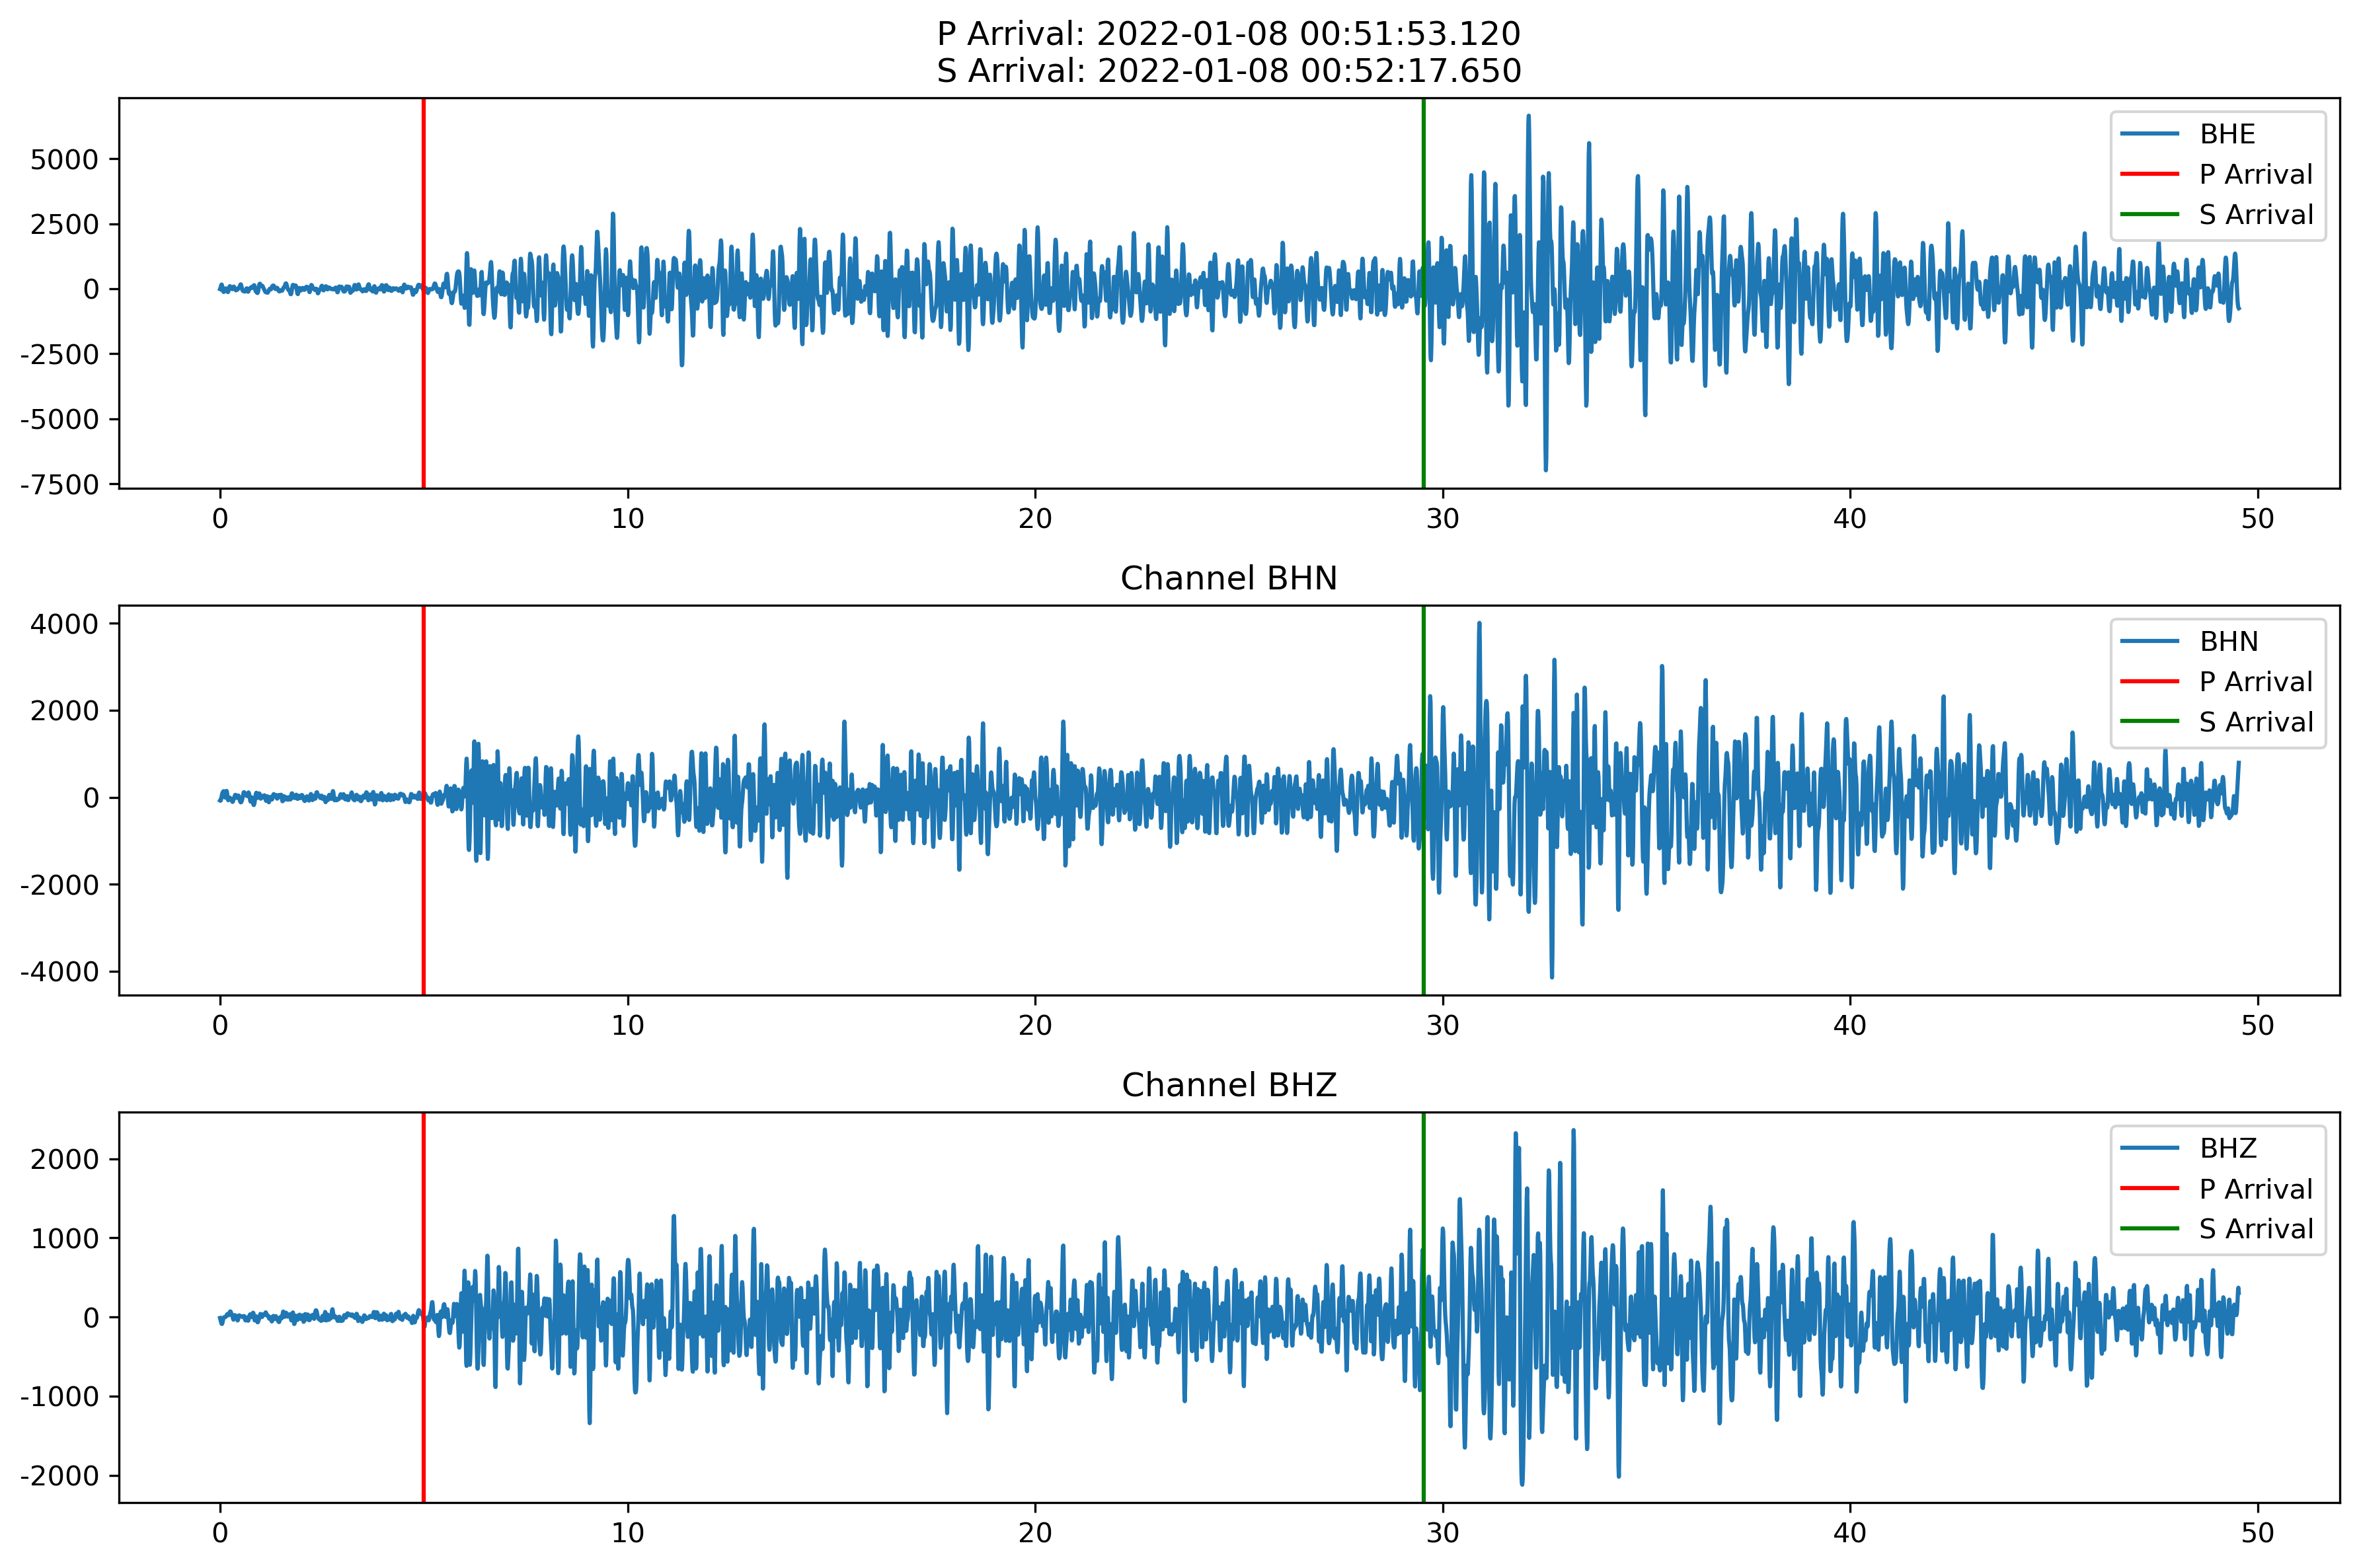 P Arrival: 2022-01-08 00:51:53.120
S Arrival: 2022-01-08 00:52:17.650
5000
2500
0
-2500
-5000
-7500
BHE
P Arrival
S Arrival
0 10 20 30 40 50
Channel BHN
4000
2000
0
-2000
-4000
BHN
P Arrival
S Arrival
0 10 20 30 40 50
Channel BHZ
2000
1000
0
-1000
-2000
BHZ
P Arrival
S Arrival
0 10 20 30 40 50